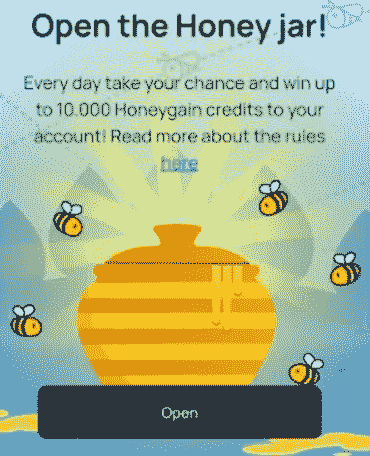 Open the Honey jar!
Every day take your chance and win up
to 10.000 Honeygain credits to your
account! Read more about the rules
here
Open